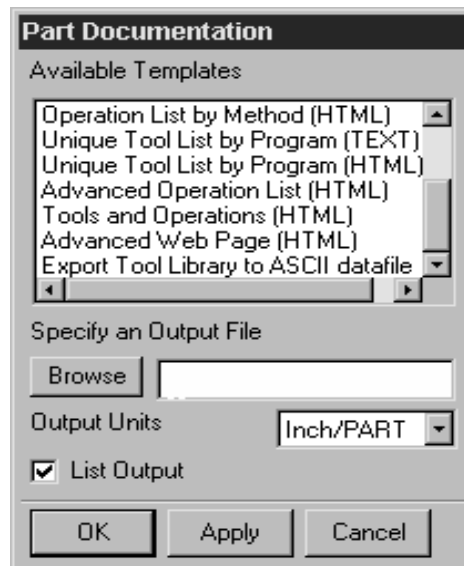 Part Documentation
Available Templates
Operation List by Method (HTML)
Unique Tool List by Program (TEXT)
Unique Tool List by Program (HTML)
Advanced Operation List (HTML)
Tools and Operations (HTML)
Advanced Web Page (HTML)
Export Tool Library to ASCII datafile
Specify an Output File
Browse
Output Units Inch/PART
List Output
OK Apply Cancel